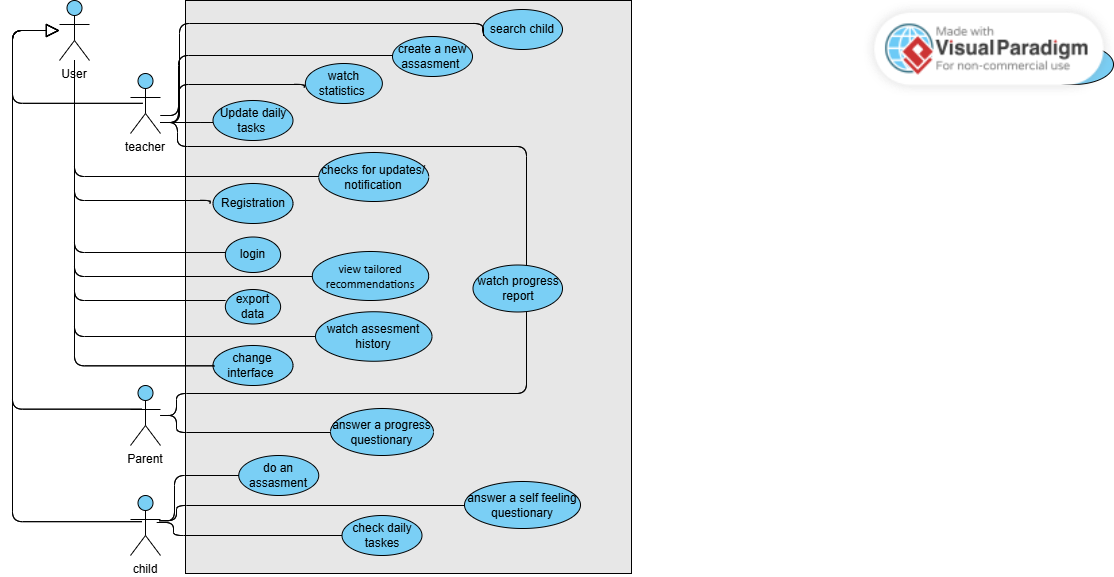 search child
Made with
VisualParadigm
For non-commercial use
create a new
assasment
User
watch
statistics
Update daily
tasks
teacher
checks for updates/
notification
Registration
login
view tailored
recommendations
watch progress
report
export
data
watch assesment
history
change
interface
answer a progress
questionary
Parent
do an
assasment
answer a self feeling
questionary
check daily
taskes
child